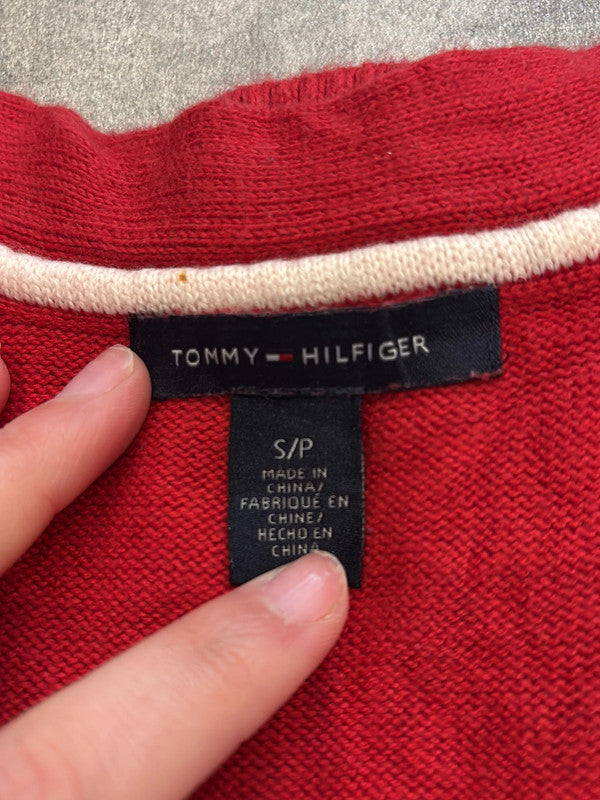 TOMMY HILFIGER
S/P
MADE IN
CHINA/
FABRIQUÉ EN
CHINE/
HECHO EN
CHINA